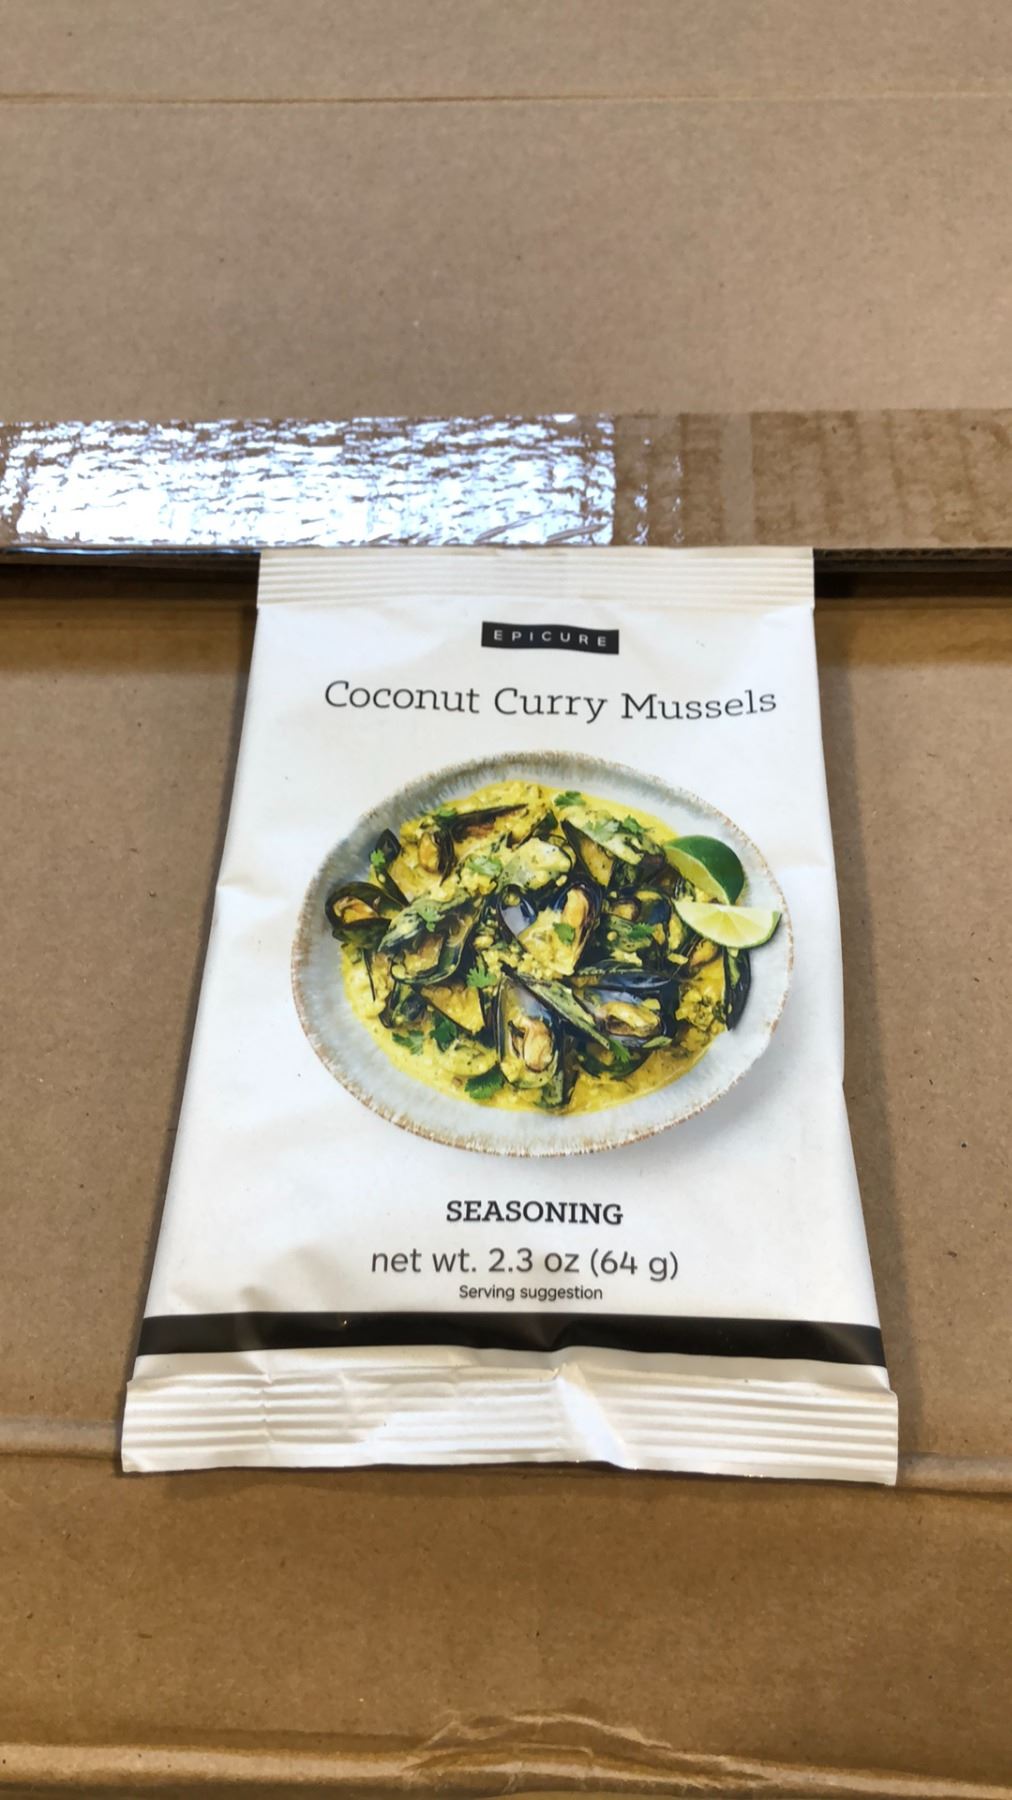 EPICURE
Coconut Curry Mussels
SEASONING
net wt. 2.3 oz (64 g)
Serving suggestion